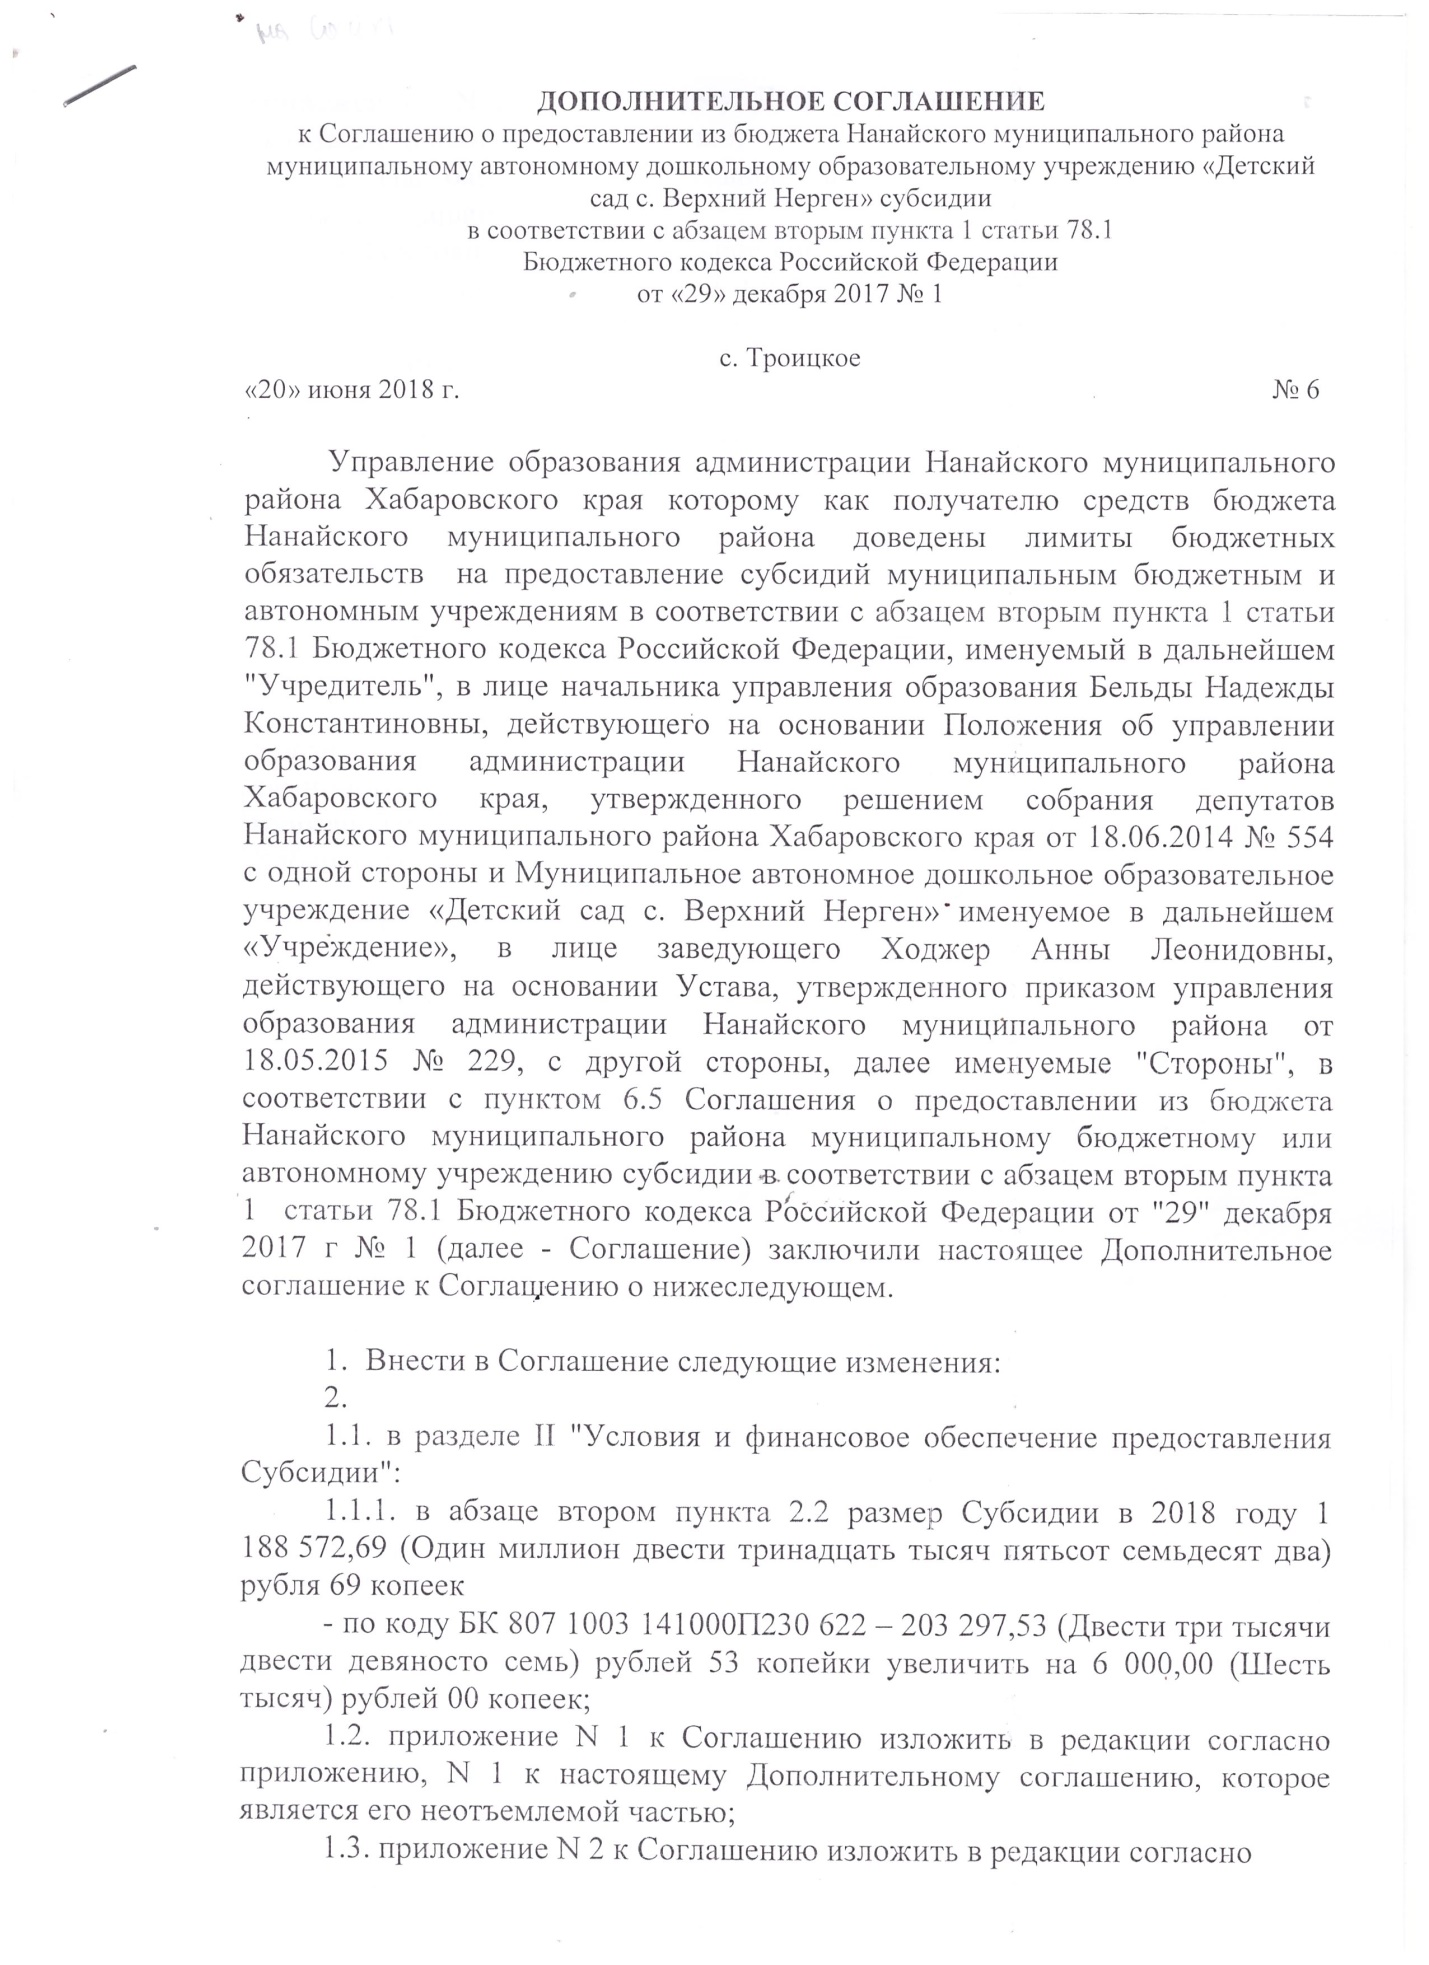 ДОПОЛНИТЕЛЬНОЕ СОГЛАШЕНИЕ
к Соглашению о предоставлении из бюджета Нанайского муниципального района
муниципальному автономному дошкольному образовательному учреждению «Детский
сад с. Верхний Нерген» субсидии
в соответствии с абзацем вторым пункта 1 статьи 78.1
Бюджетного кодекса Российской Федерации
от «29» декабря 2017 № 1
с. Троицкое
«20» июня 2018 г. № 6
Управление образования администрации Нанайского муниципального
района Хабаровского края которому как получателю средств бюджета
Нанайского муниципального района доведены лимиты бюджетных
обязательств на предоставление субсидий муниципальным бюджетным и
автономным учреждениям в соответствии с абзацем вторым пункта 1 статьи
78.1 Бюджетного кодекса Российской Федерации, именуемый в дальнейшем
"Учредитель", в лице начальника управления образования Бельды Надежды
Константиновны, действующего на основании Положения об управлении
образования администрации Нанайского муниципального района
Хабаровского края, утвержденного решением собрания депутатов
Нанайского муниципального района Хабаровского края от 18.06.2014 № 554
с одной стороны и Муниципальное автономное дошкольное образовательное
учреждение «Детский сад с. Верхний Нерген» именуемое в дальнейшем
«Учреждение», в лице заведующего Ходжер Анны Леонидовны,
действующего на основании Устава, утвержденного приказом управления
образования администрации Нанайского муниципального района от
18.05.2015 № 229, с другой стороны, далее именуемые "Стороны", в
соответствии с пунктом 6.5 Соглашения о предоставлении из бюджета
Нанайского муниципального района муниципальному бюджетному или
автономному учреждению субсидии в соответствии с абзацем вторым пункта
1 статьи 78.1 Бюджетного кодекса Российской Федерации от "29" декабря
2017 г № 1 (далее - Соглашение) заключили настоящее Дополнительное
соглашение к Соглашению о нижеследующем.
1. Внести в Соглашение следующие изменения:
2.
1.1. в разделе II "Условия и финансовое обеспечение предоставления
Субсидии":
1.1.1. в абзаце втором пункта 2.2 размер Субсидии в 2018 году 1
188 572,69 (Один миллион двести тринадцать тысяч пятьсот семьдесят два)
рубля 69 копеек
- по коду БК 807 1003 141000П230 622 – 203 297,53 (Двести три тысячи
двести девяносто семь) рублей 53 копейки увеличить на 6 000,00 (Шесть
тысяч) рублей 00 копеек;
1.2. приложение N 1 к Соглашению изложить в редакции согласно
приложению, N 1 к настоящему Дополнительному соглашению, которое
является его неотъемлемой частью;
1.3. приложение N 2 к Соглашению изложить в редакции согласно